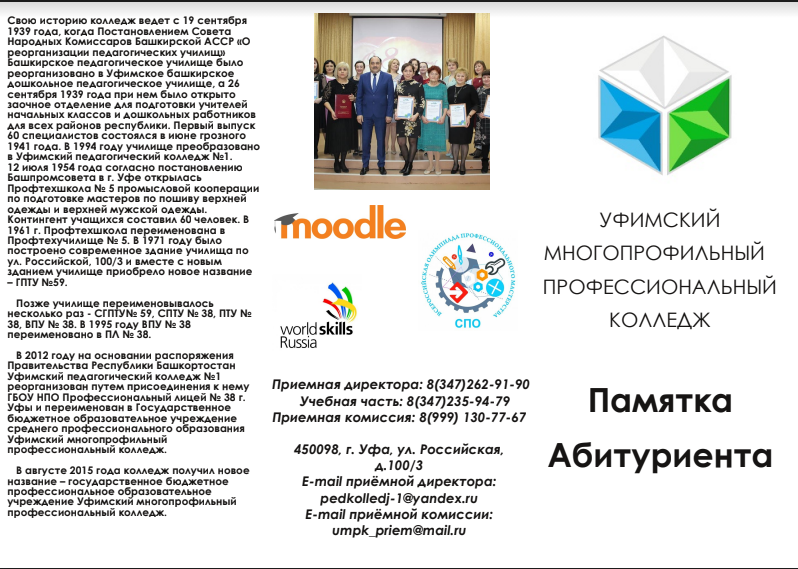 Свою историю колледж ведет с 19 сентября
1939 года, когда Постановлением Совета
Народных Комиссаров Башкирской АССР «О
реорганизации педагогических училищ»
Башкирское педагогическое училище было
реорганизовано в Уфимское башкирское
дошкольное педагогическое училище, а 26
сентября 1939 года при нем было открыто
заочное отделение для подготовки учителей
начальных классов и дошкольных работников
для всех районов республики. Первый выпуск
60 специалистов состоялся в июне грозного
1941 года. В 1994 году училище преобразовано
в Уфимский педагогический колледж №1.
12 июля 1954 года согласно постановлению
Башпромсовета в г. Уфе открылась
Профтехшкола № 5 промысловой кооперации
по подготовке мастеров по пошиву верхней
одежды и верхней мужской одежды.
Контингент учащихся составил 60 человек. В
1961 г. Профтехшкола переименована в
Профтехучилище № 5. В 1971 году было
построено современное здание училища по
ул. Российской, 100/3 и вместе с новым
зданием училище приобрело новое название
– ГПТУ №59.
Позже училище переименовывалось
несколько раз - СГПТУ№ 59, СПТУ № 38, ПТУ №
38, ВПУ № 38. В 1995 году ВПУ № 38
переименовано в ПЛ № 38.
В 2012 году на основании распоряжения
Правительства Республики Башкортостан
Уфимский педагогический колледж №1
реорганизован путем присоединения к нему
ГБОУ НПО Профессиональный лицей № 38 г.
Уфы и переименован в Государственное
бюджетное образовательное учреждение
среднего профессионального образования
Уфимский многопрофильный
профессиональный колледж.
В августе 2015 года колледж получил новое
название – государственное бюджетное
профессиональное образовательное
учреждение Уфимский многопрофильный
профессиональный колледж.
moodle
ВСЕРОССИЙСКАЯ ОЛИМПИАДА ПРОФЕССИОНАЛЬНОГО МАСТЕРСТВА
СПО
worldskills
Russia
Приемная директора: 8(347)262-91-90
Учебная часть: 8(347)235-94-79
Приемная комиссия: 8(999) 130-77-67
450098, г. Уфа, ул. Российская,
д.100/3
E-mail приёмной директора:
pedkolledj-1@yandex.ru
E-mail приёмной комиссии:
umpk_priem@mail.ru
УФИМСКИЙ
МНОГОПРОФИЛЬНЫЙ
ПРОФЕССИОНАЛЬНЫЙ
КОЛЛЕДЖ
Памятка
Абитуриента